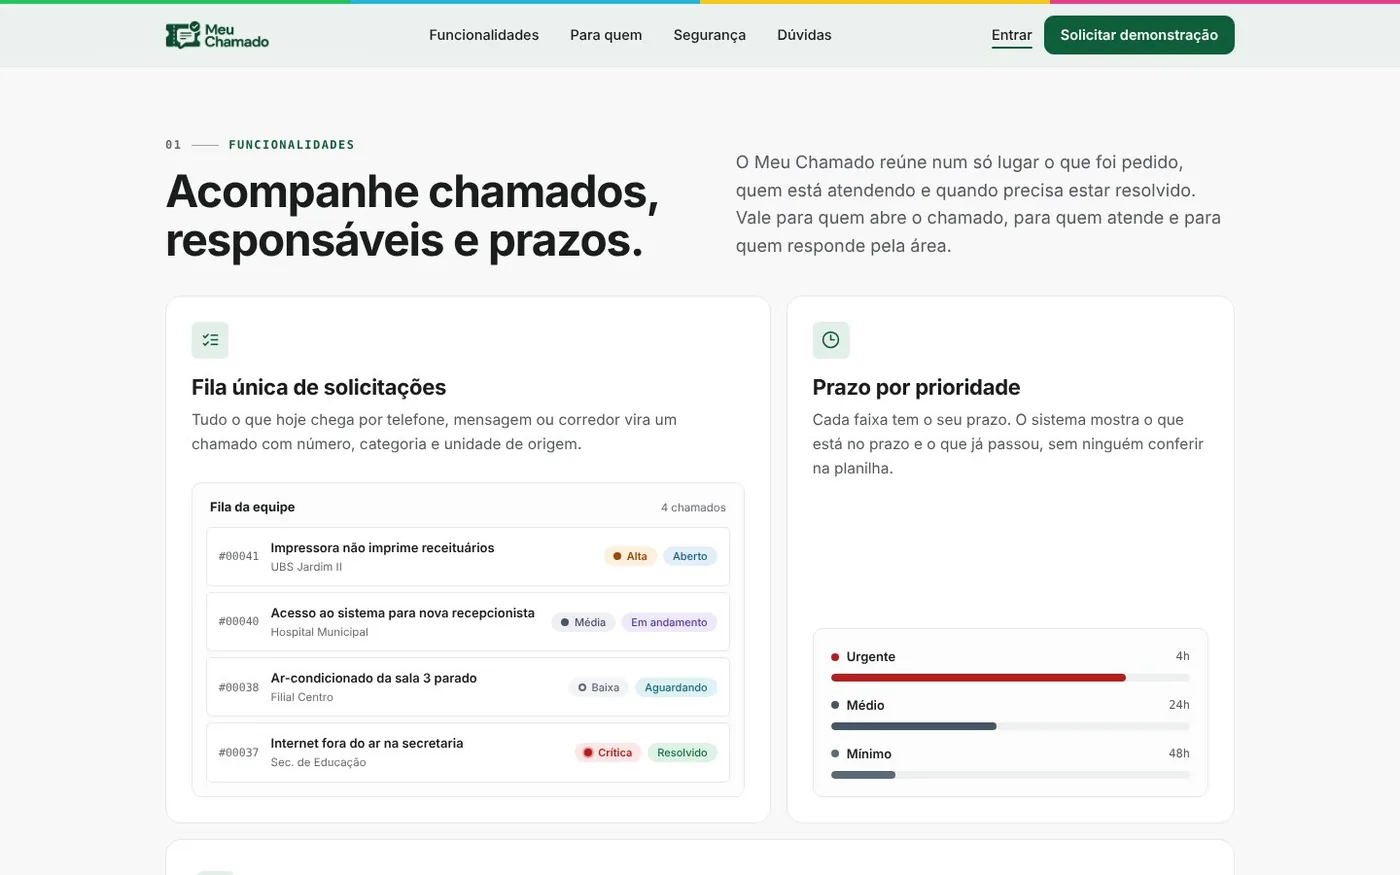 Meu
Chamado
Funcionalidades
Para quem
Segurança
Dúvidas
Entrar
Solicitar demonstração
01 FUNCIONALIDADES
Acompanhe chamados,
responsáveis e prazos.
O Meu Chamado reúne num só lugar o que foi pedido,
quem está atendendo e quando precisa estar resolvido.
Vale para quem abre o chamado, para quem atende e para
quem responde pela área.
Fila única de solicitações
Tudo o que hoje chega por telefone, mensagem ou corredor vira um
chamado com número, categoria e unidade de origem.
Fila da equipe
4 chamados
#00041
Impressora não imprime receituários
UBS Jardim II
Alta
Aberto
#00040
Acesso ao sistema para nova recepcionista
Hospital Municipal
Média
Em andamento
#00038
Ar-condicionado da sala 3 parado
Filial Centro
Baixa
Aguardando
#00037
Internet fora do ar na secretaria
Sec. de Educação
Crítica
Resolvido
Prazo por prioridade
Cada faixa tem o seu prazo. O sistema mostra o que
está no prazo e o que já passou, sem ninguém conferir
na planilha.
Urgente
4h
Médio
24h
Mínimo
48h